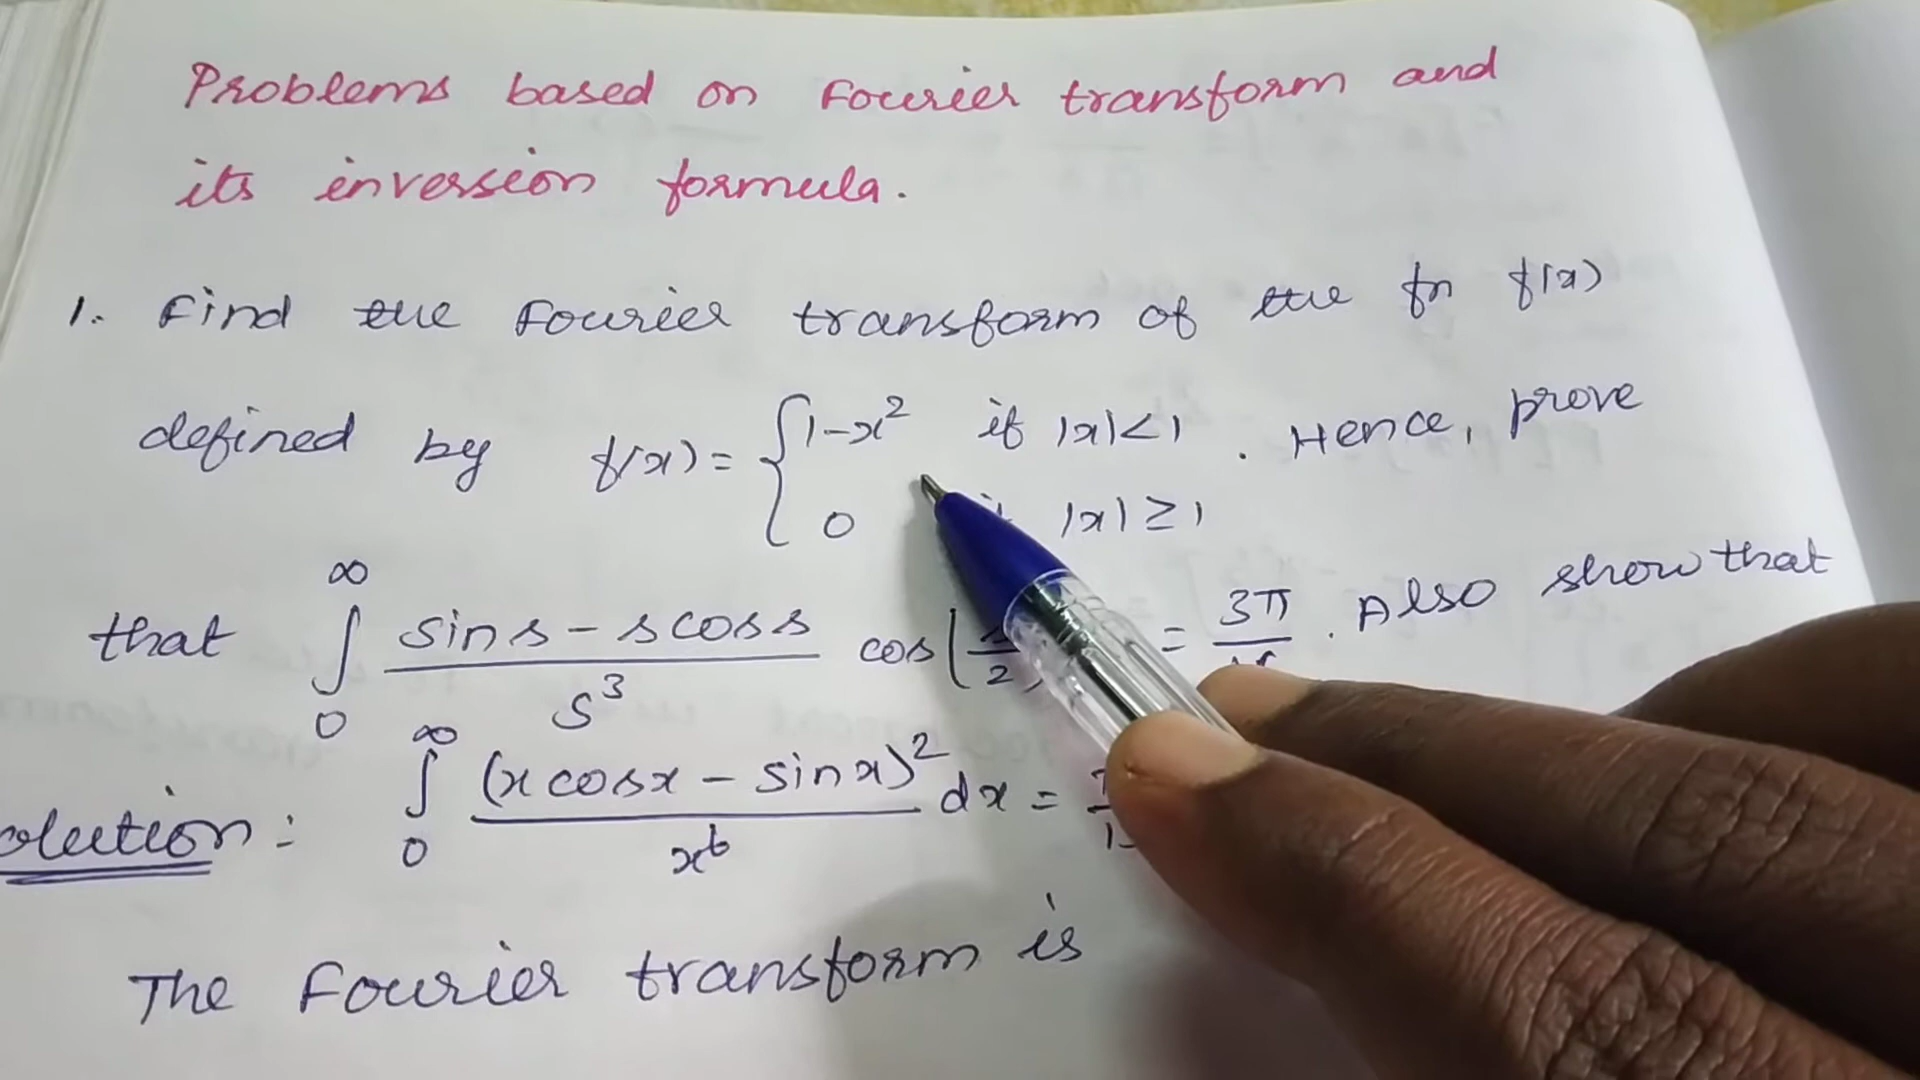 Problems based on Fourier transform and
its inversion formula.
1. Find the Fourier transform of the fn f(x)
defined by f(x) = { 1-x² if |x|<1 . Hence, prove
0 |x| ≥ 1
that ∫₀^∞ (sin s - s cos s)/s³ cos( /2 = 3π/ . Also show that
∫₀^∞ (x cos x - sin x)²/x⁶ dx =
The Fourier transform is